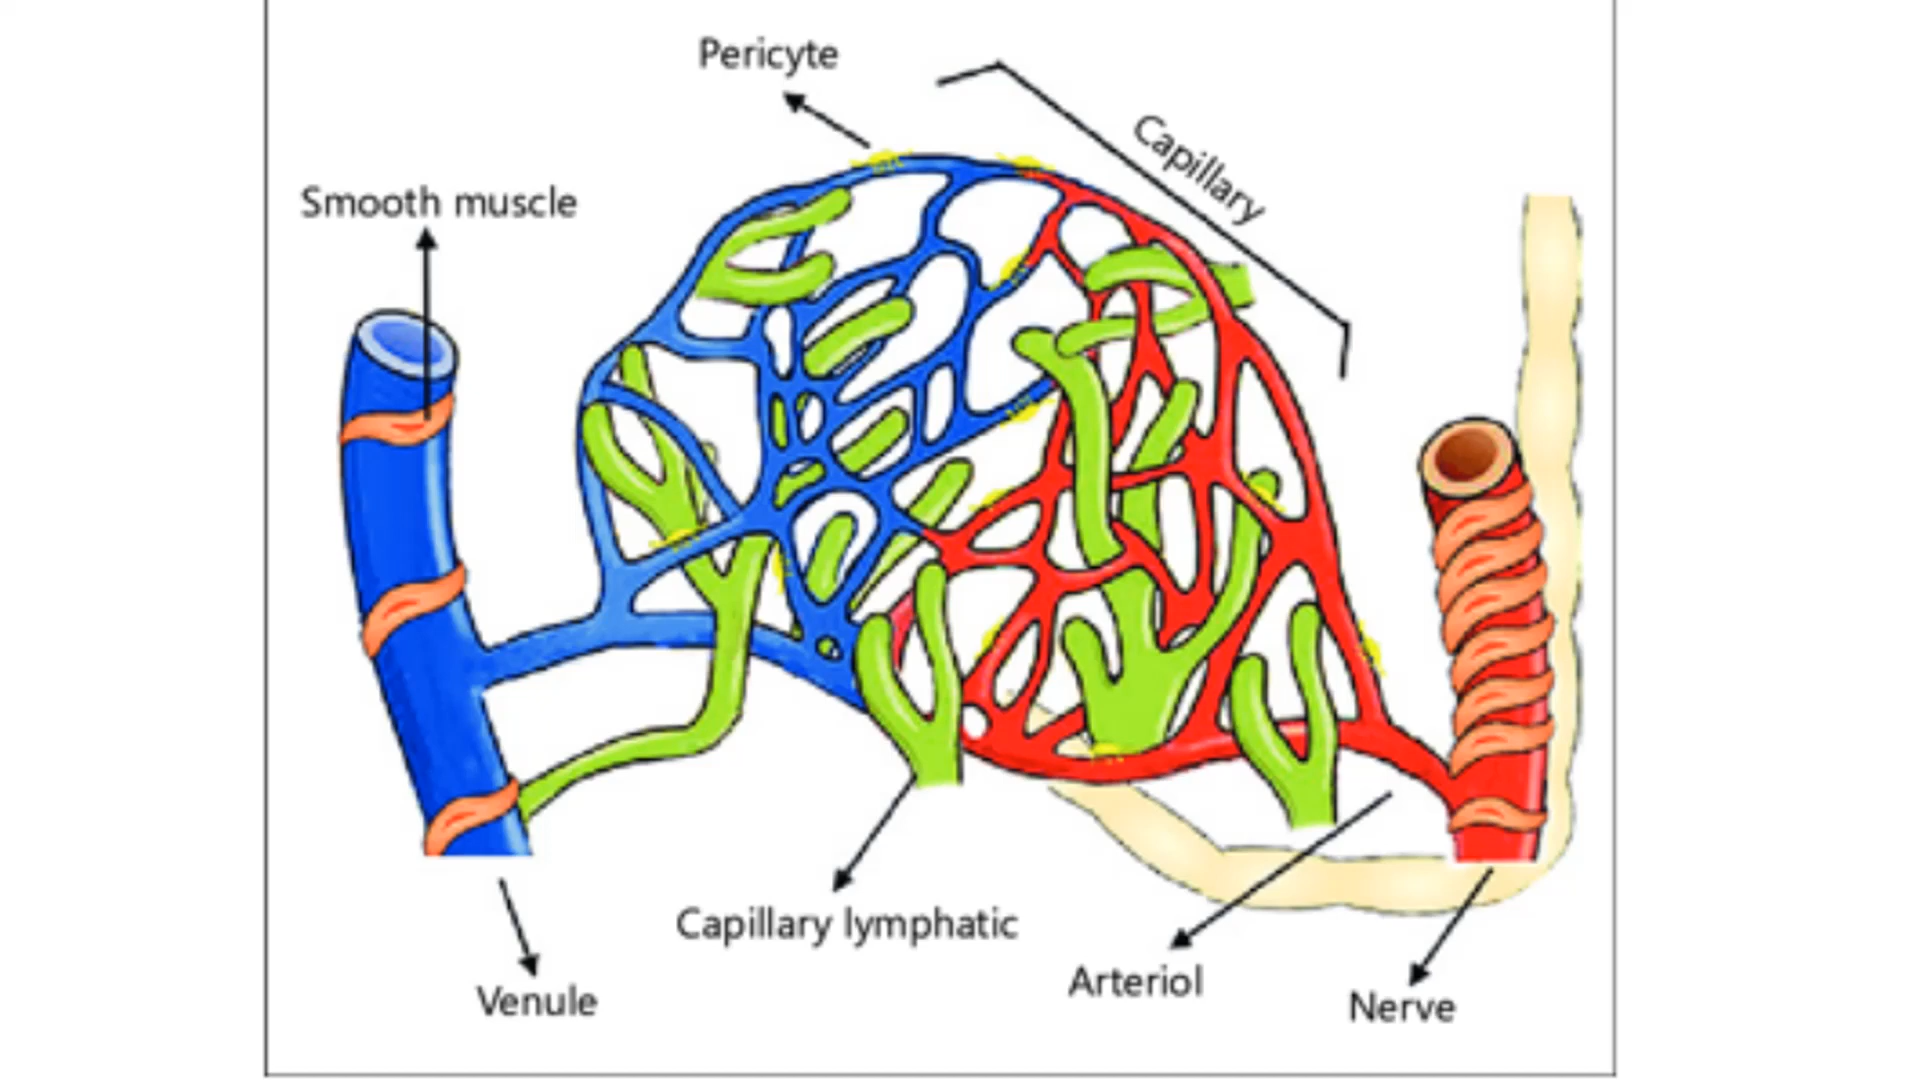 Pericyte
Capillary
Smooth muscle
Capillary lymphatic
Arteriol
Venule
Nerve